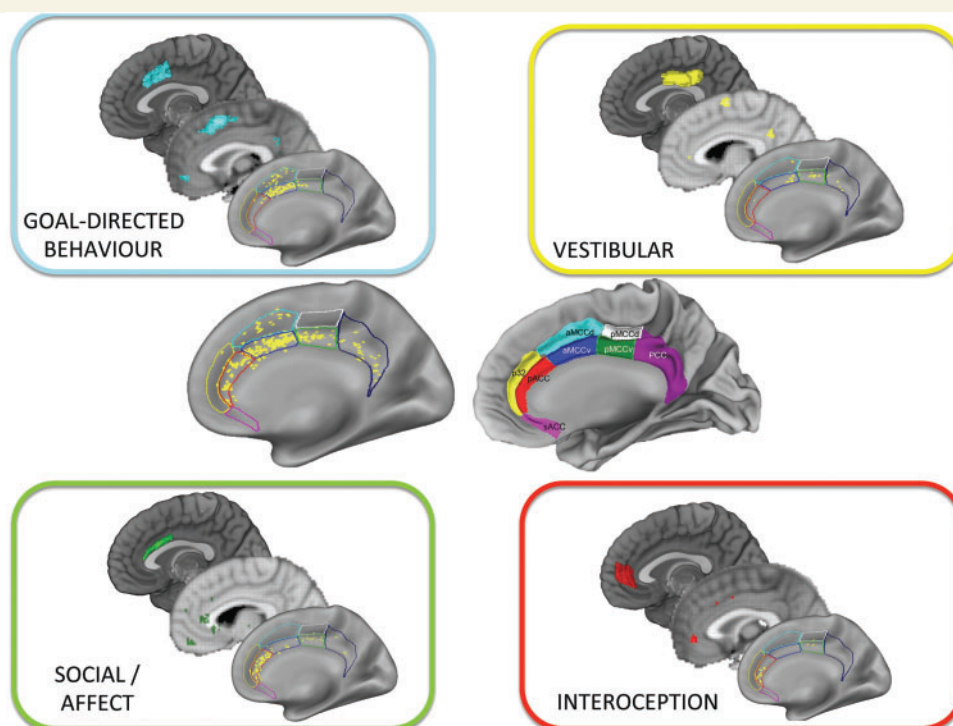 GOAL-DIRECTED
BEHAVIOUR
VESTIBULAR
aMCCd
pMCCd
aMCCv
pMCCv
PCC
p32
pACC
sACC
SOCIAL /
AFFECT
INTEROCEPTION